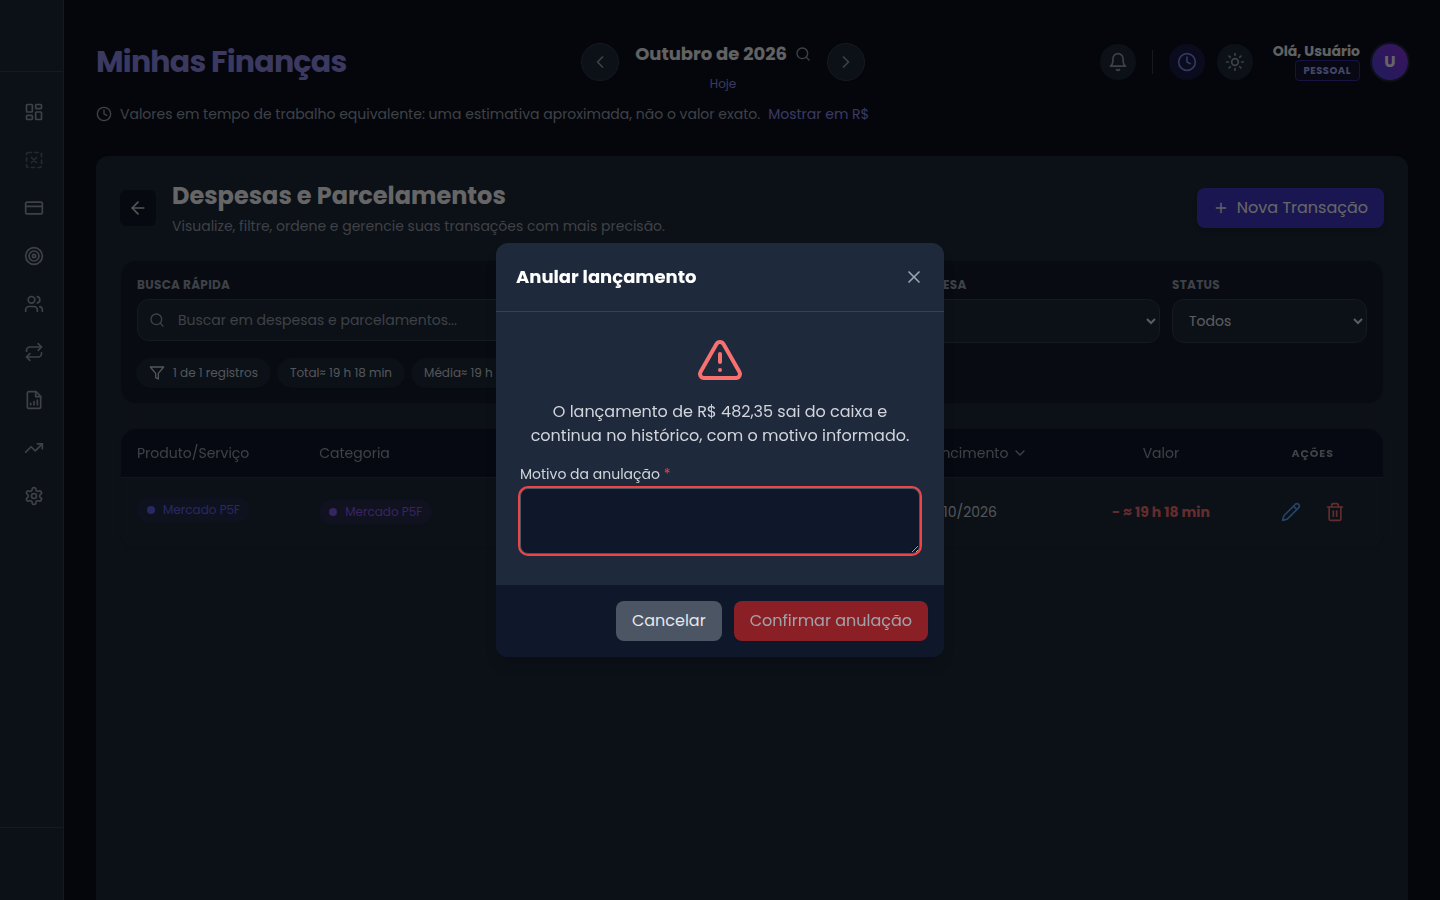 Minhas Finanças
Outubro de 2026
Hoje
Olá, Usuário
PESSOAL
U
Valores em tempo de trabalho equivalente: uma estimativa aproximada, não o valor exato. Mostrar em R$
Despesas e Parcelamentos
Visualize, filtre, ordene e gerencie suas transações com mais precisão.
Nova Transação
BUSCA RÁPIDA
STATUS
Buscar em despesas e parcelamentos...
Todos
1 de 1 registros
Total≈ 19 h 18 min
Média≈ 19 h
Produto/Serviço
Categoria
Valor
AÇÕES
Mercado P5F
Mercado P5F
10/2026
- ≈ 19 h 18 min
Anular lançamento
O lançamento de R$ 482,35 sai do caixa e
continua no histórico, com o motivo informado.
Motivo da anulação *
Cancelar
Confirmar anulação